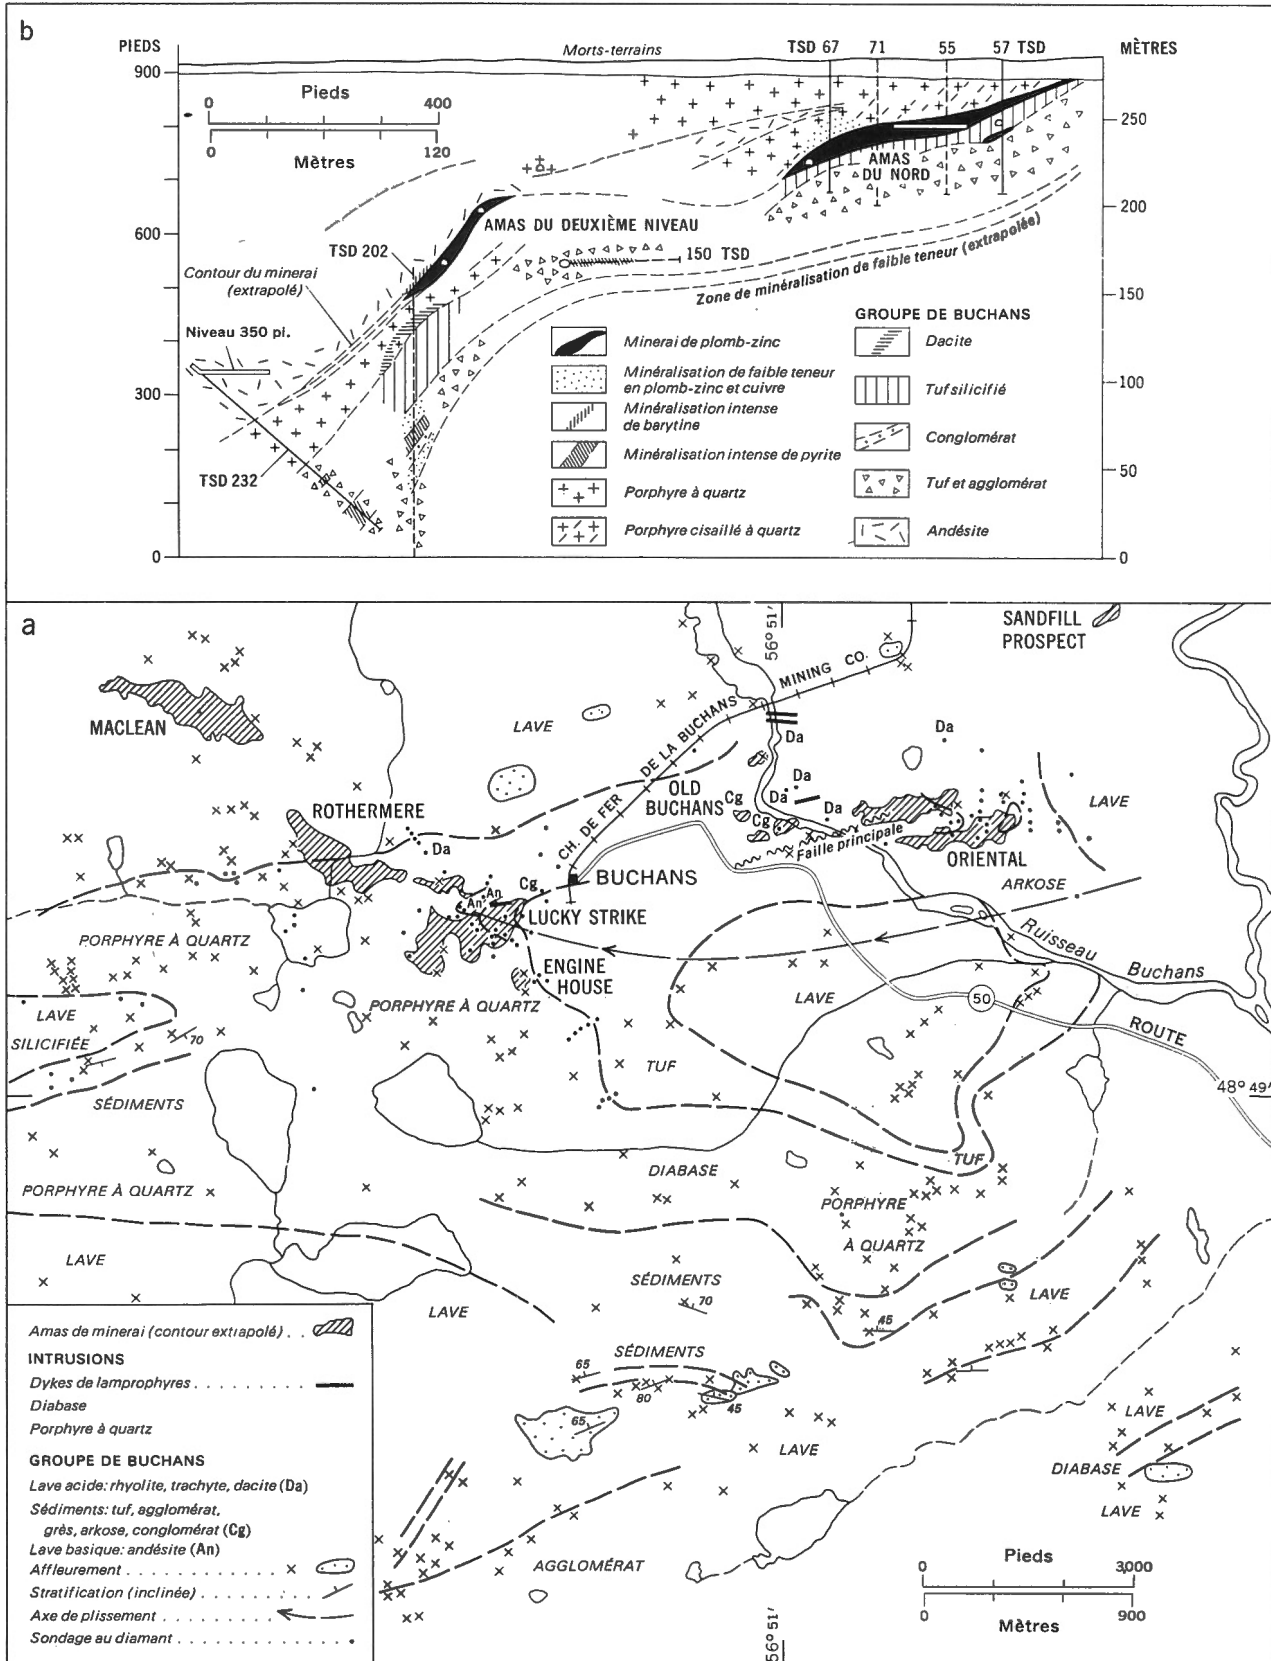 b
PIEDS
Morts-terrains
TSD 67 71 55 57 TSD
MÈTRES
900
Pieds
0 400
0 120
Mètres
250
AMAS
DU NORD
200
AMAS DU DEUXIÈME NIVEAU
600
TSD 202
150 TSD
Contour du minerai
(extrapolé)
Zone de minéralisation de faible teneur (extrapolée)
150
Niveau 350 pi.
300
TSD 232
100
50
0
0
Minerai de plomb-zinc
Minéralisation de faible teneur
en plomb-zinc et cuivre
Minéralisation intense
de barytine
Minéralisation intense de pyrite
Porphyre à quartz
Porphyre cisaillé à quartz
GROUPE DE BUCHANS
Dacite
Tuf silicifié
Conglomérat
Tuf et agglomérat
Andésite
a
56° 51'
SANDFILL
PROSPECT
MACLEAN
LAVE
CH. DE FER DE LA BUCHANS MINING CO.
Da
Da
OLD
BUCHANS
Cg
Da
Da
Da
Cg
LAVE
ROTHERMERE
Da
Faille principale
ORIENTAL
An
An
Cg
BUCHANS
ARKOSE
LUCKY STRIKE
PORPHYRE À QUARTZ
Ruisseau Buchans
ENGINE
HOUSE
LAVE
PORPHYRE À QUARTZ
LAVE
50
ROUTE
SILICIFIÉE
70
TUF
48° 49'
SÉDIMENTS
TUF
DIABASE
PORPHYRE À QUARTZ
PORPHYRE
À QUARTZ
LAVE
SÉDIMENTS
70
LAVE
LAVE
45
SÉDIMENTS
65
80
45
65
LAVE
LAVE
DIABASE
LAVE
AGGLOMÉRAT
56° 51'
Pieds
0 3000
0 900
Mètres
Amas de minerai (contour extrapolé) . .
INTRUSIONS
Dykes de lamprophyres . . . . . . . . .
Diabase
Porphyre à quartz
GROUPE DE BUCHANS
Lave acide: rhyolite, trachyte, dacite (Da)
Sédiments: tuf, agglomérat,
grès, arkose, conglomérat (Cg)
Lave basique: andésite (An)
Affleurement . . . . . . . . . . . . . x
Stratification (inclinée) . . . . . . . .
Axe de plissement . . . . . . . . . .
Sondage au diamant . . . . . . . . . . .